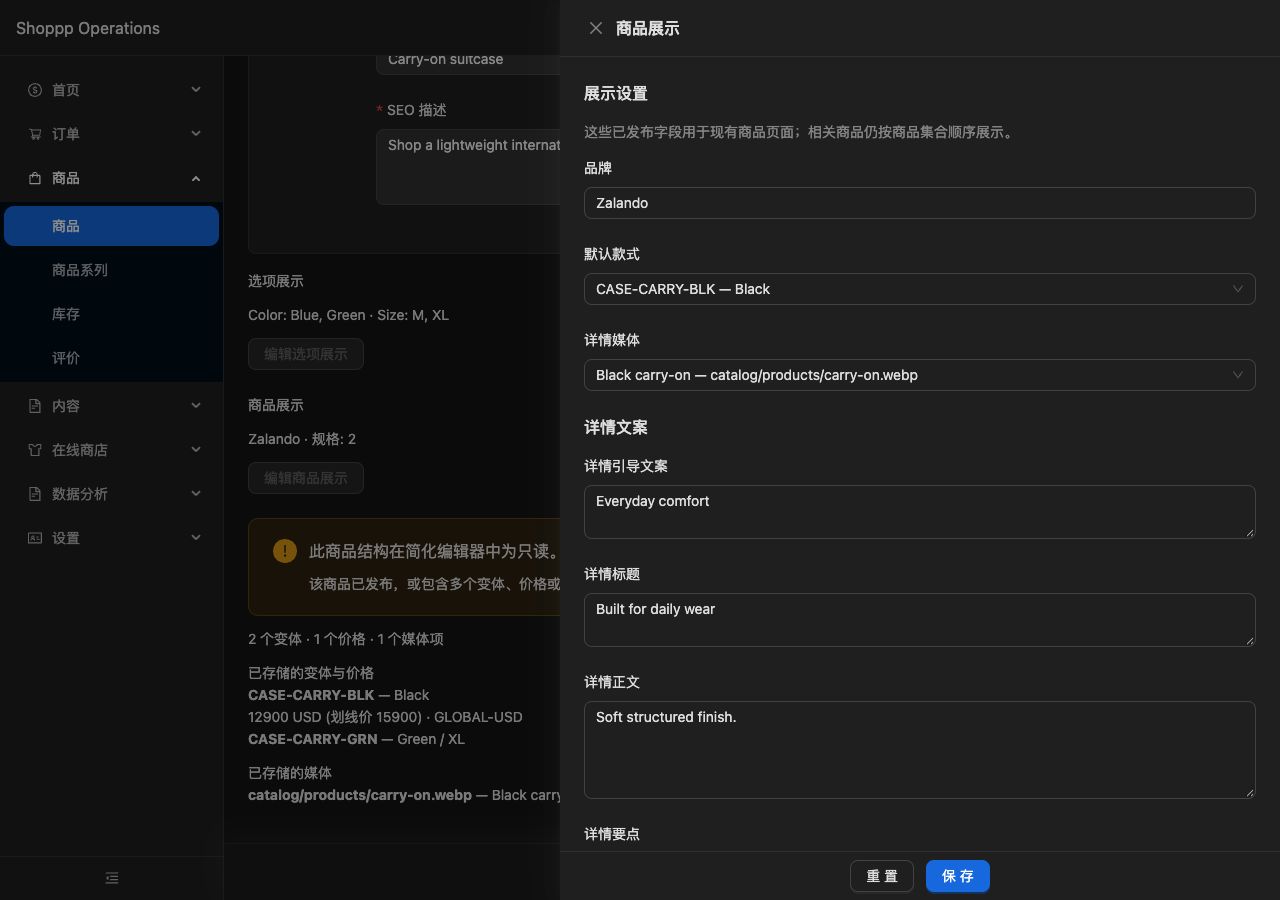 Shoppp Operations
首页
订单
商品
商品
商品系列
库存
评价
内容
在线商店
数据分析
设置
Carry-on suitcase
* SEO 描述
Shop a lightweight internat
选项展示
Color: Blue, Green · Size: M, XL
编辑选项展示
商品展示
Zalando · 规格: 2
编辑商品展示
此商品结构在简化编辑器中为只读。
该商品已发布，或包含多个变体、价格或
2 个变体 · 1 个价格 · 1 个媒体项
已存储的变体与价格
CASE-CARRY-BLK — Black
12900 USD (划线价 15900) · GLOBAL-USD
CASE-CARRY-GRN — Green / XL
已存储的媒体
catalog/products/carry-on.webp — Black carry
商品展示
展示设置
这些已发布字段用于现有商品页面；相关商品仍按商品集合顺序展示。
品牌
Zalando
默认款式
CASE-CARRY-BLK — Black
详情媒体
Black carry-on — catalog/products/carry-on.webp
详情文案
详情引导文案
Everyday comfort
详情标题
Built for daily wear
详情正文
Soft structured finish.
详情要点
重 置
保 存